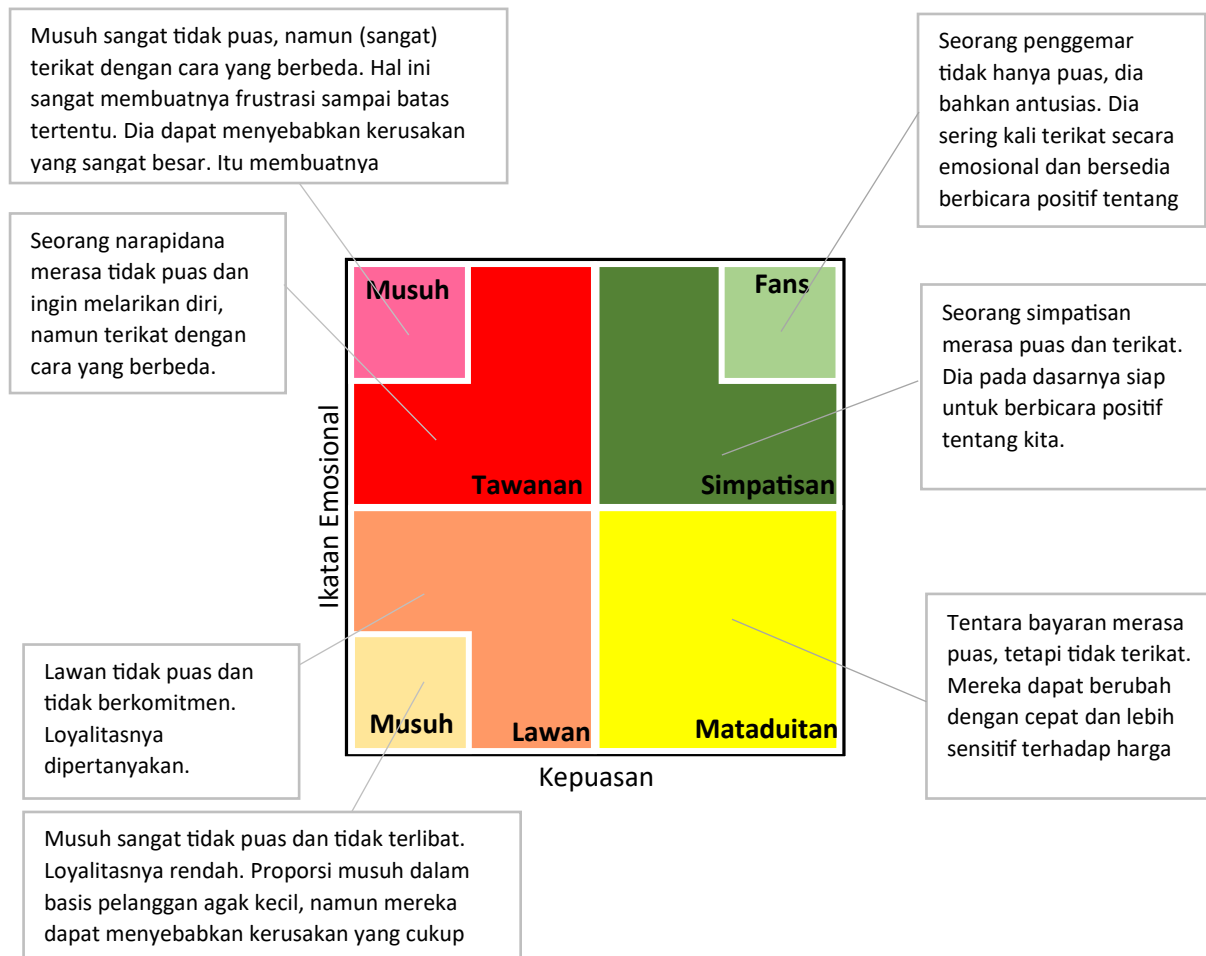 Musuh sangat tidak puas, namun (sangat)
terikat dengan cara yang berbeda. Hal ini
sangat membuatnya frustrasi sampai batas
tertentu. Dia dapat menyebabkan kerusakan
yang sangat besar. Itu membuatnya
Seorang penggemar
tidak hanya puas, dia
bahkan antusias. Dia
sering kali terikat secara
emosional dan bersedia
berbicara positif tentang
Seorang narapidana
merasa tidak puas dan
ingin melarikan diri,
namun terikat dengan
cara yang berbeda.
Musuh
Fans
Seorang simpatisan
merasa puas dan terikat.
Dia pada dasarnya siap
untuk berbicara positif
tentang kita.
Ikatan Emosional
Tawanan
Simpatisan
Lawan tidak puas dan
tidak berkomitmen.
Loyalitasnya
dipertanyakan.
Musuh
Lawan
Mataduitan
Tentara bayaran merasa
puas, tetapi tidak terikat.
Mereka dapat berubah
dengan cepat dan lebih
sensitif terhadap harga
Kepuasan
Musuh sangat tidak puas dan tidak terlibat.
Loyalitasnya rendah. Proporsi musuh dalam
basis pelanggan agak kecil, namun mereka
dapat menyebabkan kerusakan yang cukup